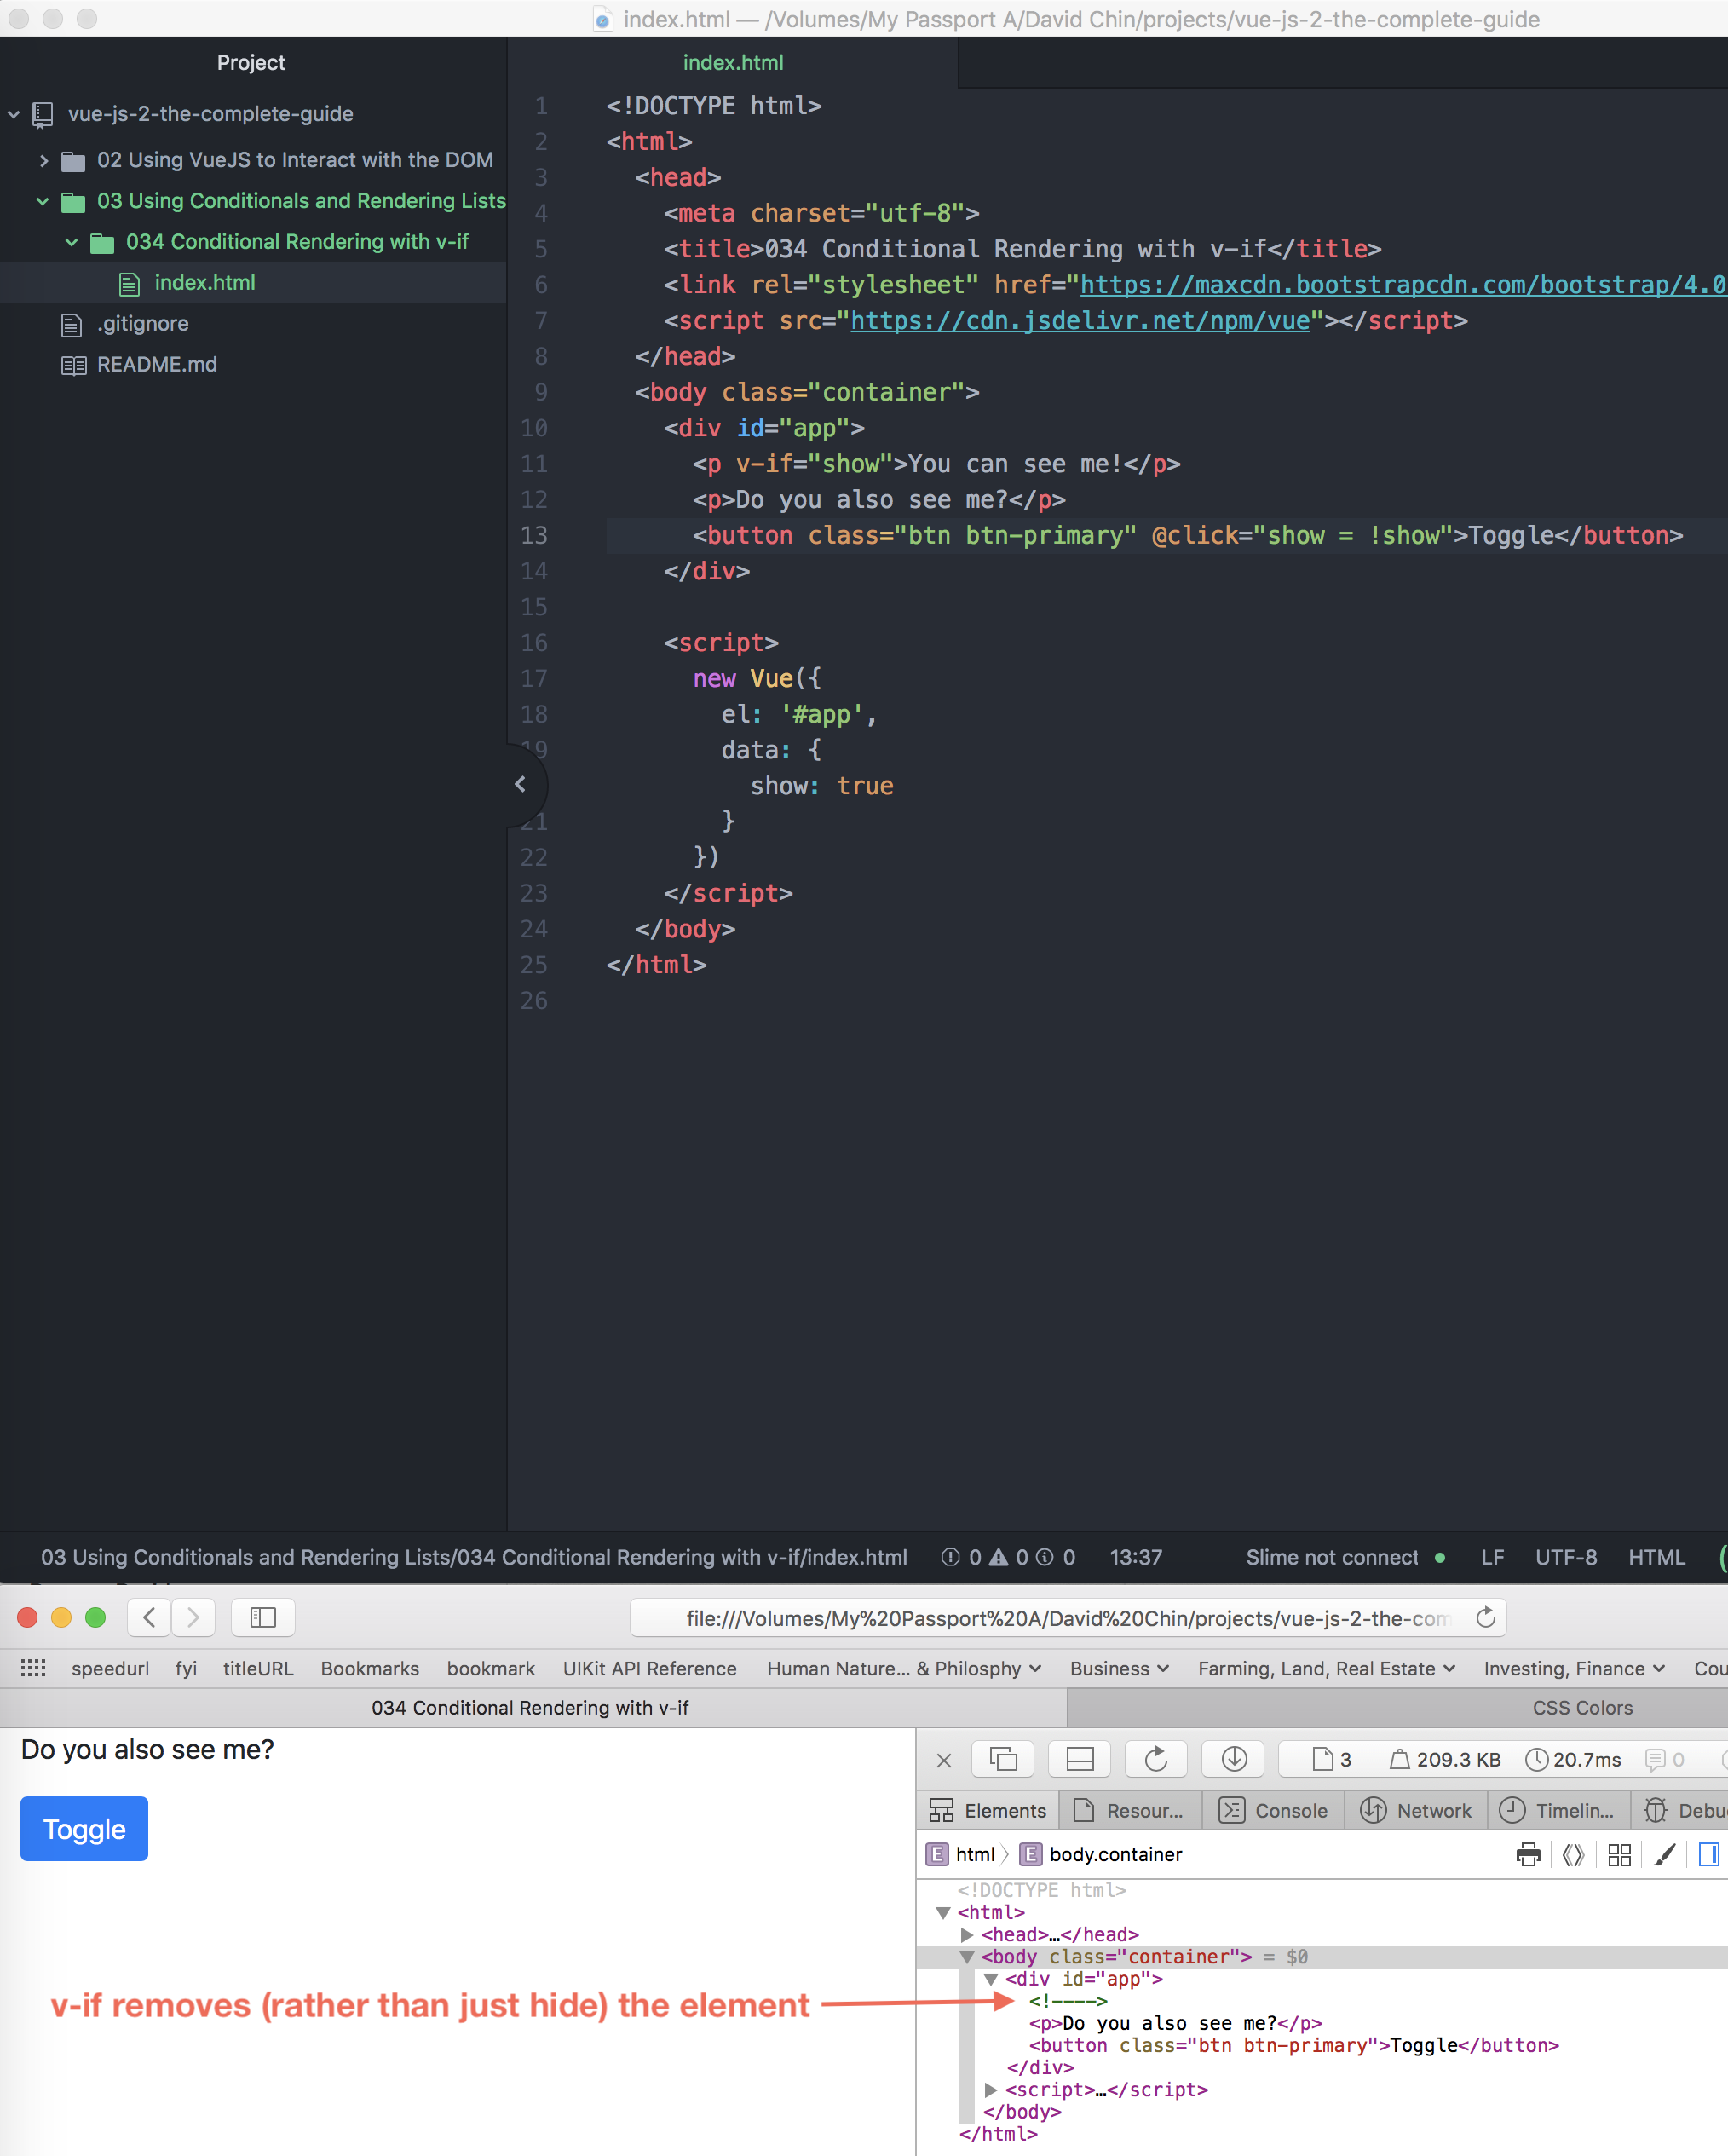 index.html — /Volumes/My Passport A/David Chin/projects/vue-js-2-the-complete-guide
Project
vue-js-2-the-complete-guide
02 Using VueJS to Interact with the DOM
03 Using Conditionals and Rendering Lists
034 Conditional Rendering with v-if
index.html
.gitignore
README.md
index.html
1 <!DOCTYPE html>
2 <html>
3 <head>
4 <meta charset="utf-8">
5 <title>034 Conditional Rendering with v-if</title>
6 <link rel="stylesheet" href="https://maxcdn.bootstrapcdn.com/bootstrap/4.0
7 <script src="https://cdn.jsdelivr.net/npm/vue"></script>
8 </head>
9 <body class="container">
10 <div id="app">
11 <p v-if="show">You can see me!</p>
12 <p>Do you also see me?</p>
13 <button class="btn btn-primary" @click="show = !show">Toggle</button>
14 </div>
15
16 <script>
17 new Vue({
18 el: '#app',
19 data: {
show: true
21 }
22 })
23 </script>
24 </body>
25 </html>
26
03 Using Conditionals and Rendering Lists/034 Conditional Rendering with v-if/index.html 0 0 0 13:37 Slime not connect LF UTF-8 HTML
file:///Volumes/My%20Passport%20A/David%20Chin/projects/vue-js-2-the-com
speedurl fyi titleURL Bookmarks bookmark UIKit API Reference Human Nature... & Philosphy Business Farming, Land, Real Estate Investing, Finance Cou
034 Conditional Rendering with v-if CSS Colors
Do you also see me?
Toggle
v-if removes (rather than just hide) the element
3 209.3 KB 20.7ms 0
Elements Resour... Console Network Timelin... Debu
E html E body.container
<!DOCTYPE html>
<html>
<head>…</head>
<body class="container"> = $0
<div id="app">
<!---->
<p>Do you also see me?</p>
<button class="btn btn-primary">Toggle</button>
</div>
<script>…</script>
</body>
</html>